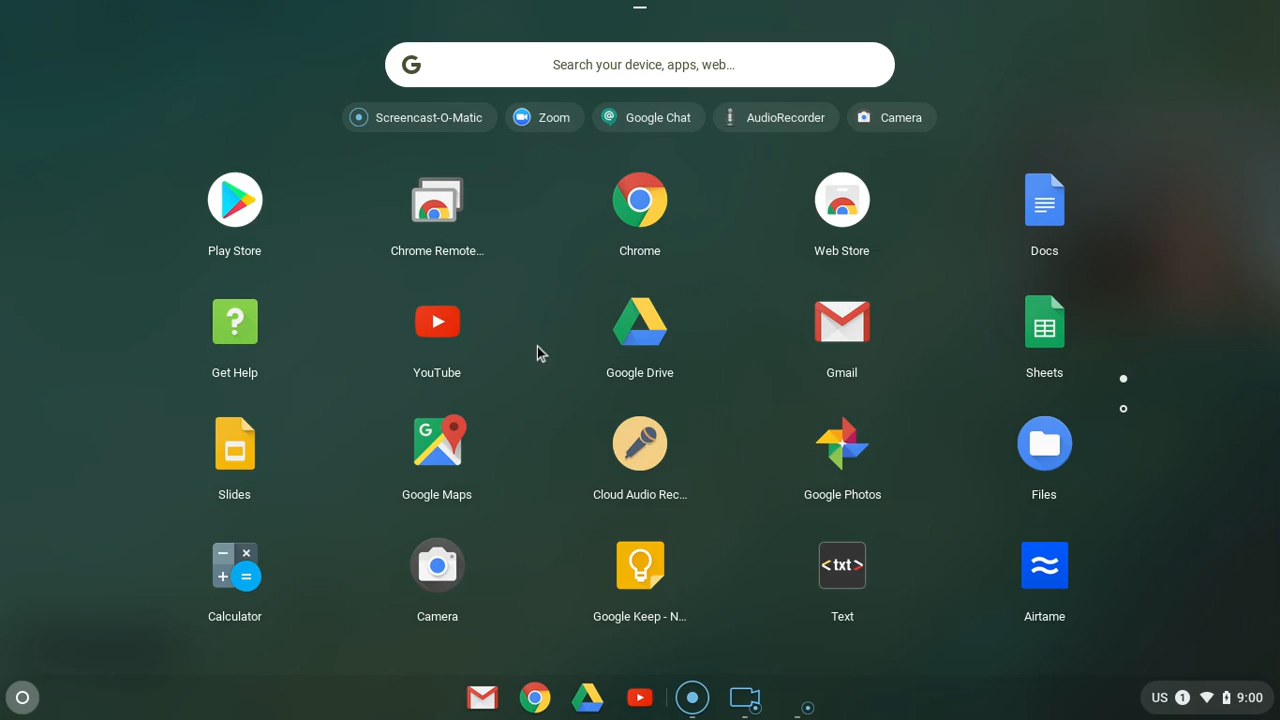 Search your device, apps, web...
Screencast-O-Matic Zoom Google Chat AudioRecorder Camera
Play Store Chrome Remote... Chrome Web Store Docs
Get Help YouTube Google Drive Gmail Sheets
G
Slides Google Maps Cloud Audio Rec... Google Photos Files
<txt>
Calculator Camera Google Keep - N... Text Airtame
US 1 9:00